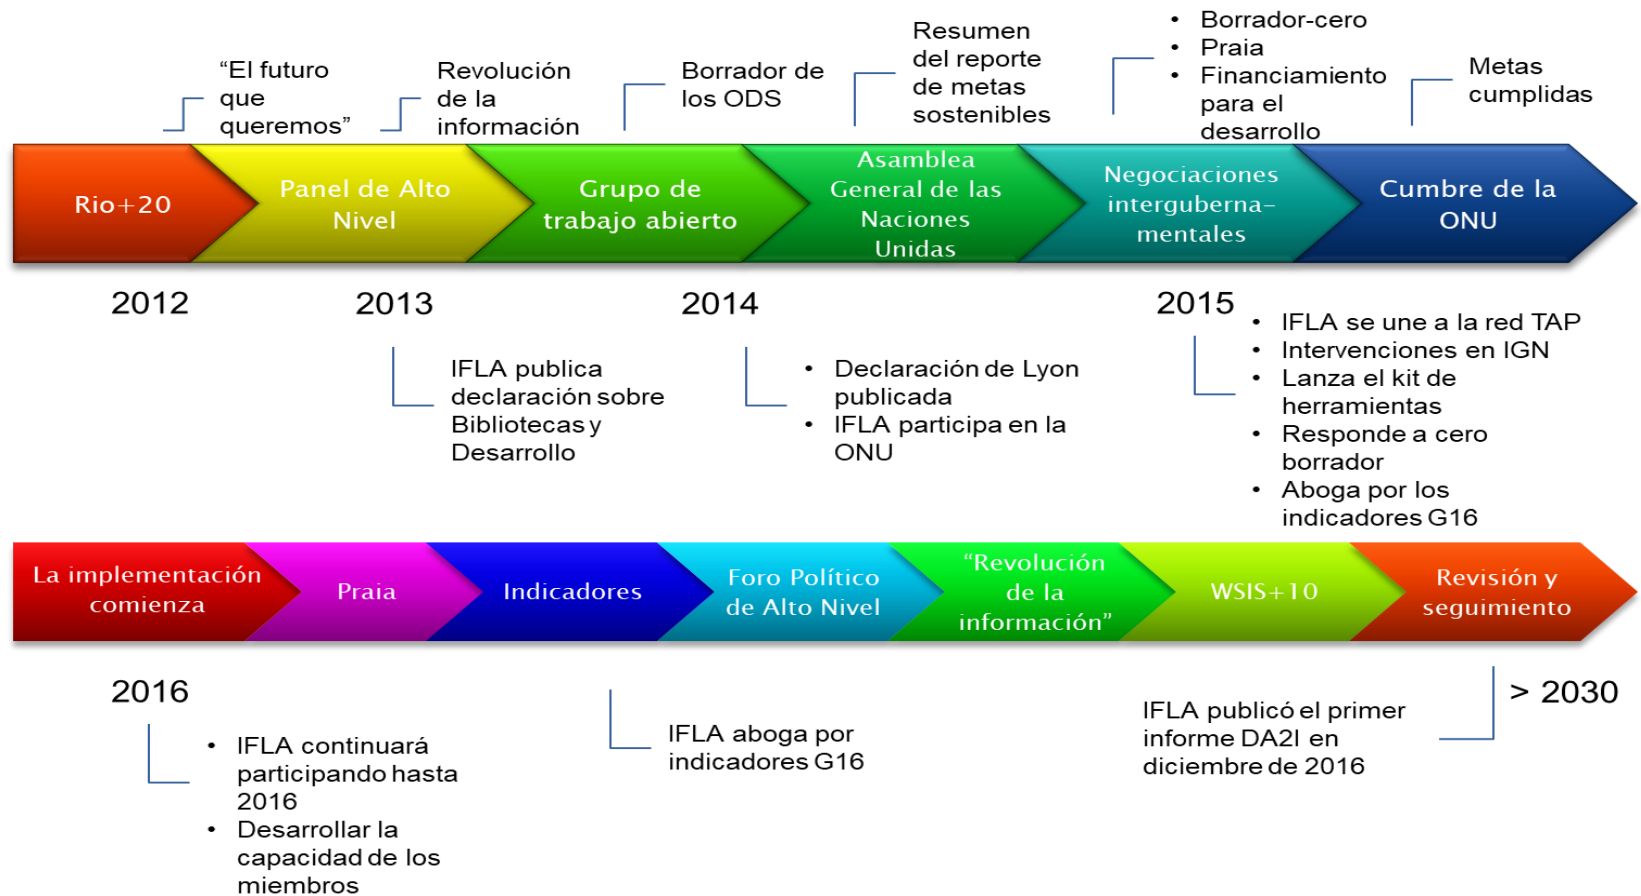 “El futuro
que
queremos”
Revolución
de la
información
Borrador de
los ODS
Resumen
del reporte
de metas
sostenibles
• Borrador-cero
• Praia
• Financiamiento
para el
desarrollo
Metas
cumplidas
Rio+20
Panel de Alto
Nivel
Grupo de
trabajo abierto
Asamblea
General de las
Naciones
Unidas
Negociaciones
interguberna-
mentales
Cumbre de la
ONU
2012
2013
2014
2015
IFLA publica
declaración sobre
Bibliotecas y
Desarrollo
• Declaración de Lyon
publicada
• IFLA participa en la
ONU
• IFLA se une a la red TAP
• Intervenciones en IGN
• Lanza el kit de
herramientas
• Responde a cero
borrador
• Aboga por los
indicadores G16
La implementación
comienza
Praia
Indicadores
Foro Político
de Alto Nivel
“Revolución
de la
información”
WSIS+10
Revisión y
seguimiento
2016
> 2030
• IFLA continuará
participando hasta
2016
• Desarrollar la
capacidad de los
miembros
IFLA aboga por
indicadores G16
IFLA publicó el primer
informe DA2I en
diciembre de 2016